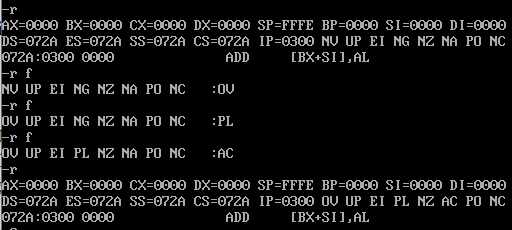 -r
AX=0000 BX=0000 CX=0000 DX=0000 SP=FFFE BP=0000 SI=0000 DI=0000
DS=072A ES=072A SS=072A CS=072A IP=0300 NV UP EI NG NZ NA PO NC
072A:0300 0000 ADD [BX+SI],AL
-r f
NV UP EI NG NZ NA PO NC :OV
-r f
OV UP EI NG NZ NA PO NC :PL
-r f
OV UP EI PL NZ NA PO NC :AC
-r
AX=0000 BX=0000 CX=0000 DX=0000 SP=FFFE BP=0000 SI=0000 DI=0000
DS=072A ES=072A SS=072A CS=072A IP=0300 OV UP EI PL NZ AC PO NC
072A:0300 0000 ADD [BX+SI],AL